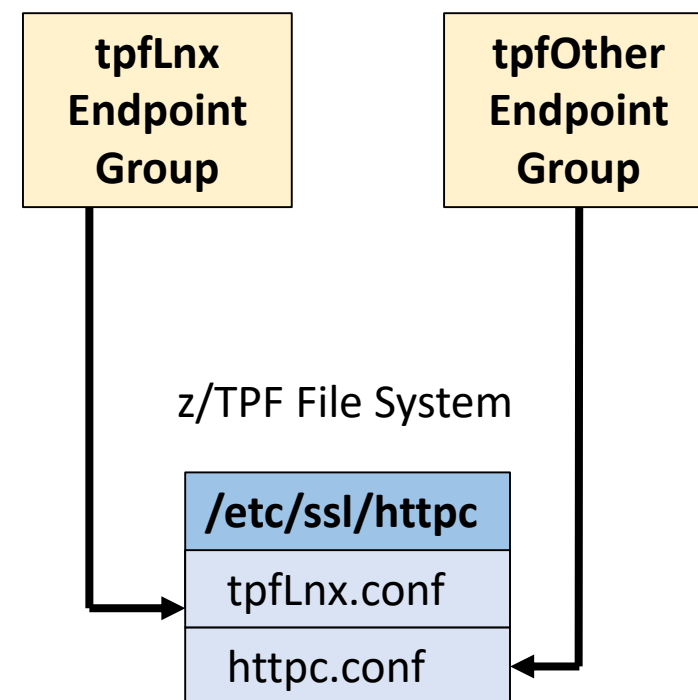 tpfLnx
Endpoint
Group
tpfOther
Endpoint
Group
z/TPF File System
/etc/ssl/httpc
tpfLnx.conf
httpc.conf